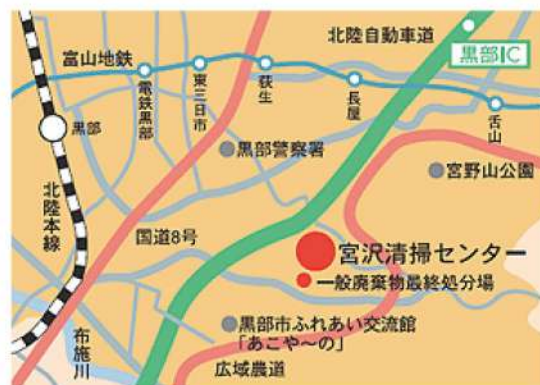 北陸自動車道
黒部IC
富山地鉄
電鉄黒部
東三日市
荻生
長屋
舌山
黒部
黒部警察署
宮野山公園
北陸本線
国道8号
宮沢清掃センター
一般廃棄物最終処分場
布施川
黒部市ふれあい交流館
「あこや〜の」
広域農道